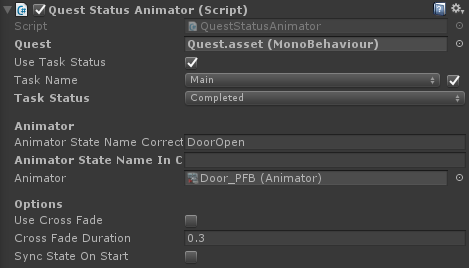 Quest Status Animator (Script)
Script QuestStatusAnimator
Quest Quest.asset (MonoBehaviour)
Use Task Status
Task Name Main
Task Status Completed
Animator
Animator State Name Correct DoorOpen
Animator State Name In C
Animator Door_PFB (Animator)
Options
Use Cross Fade
Cross Fade Duration 0.3
Sync State On Start